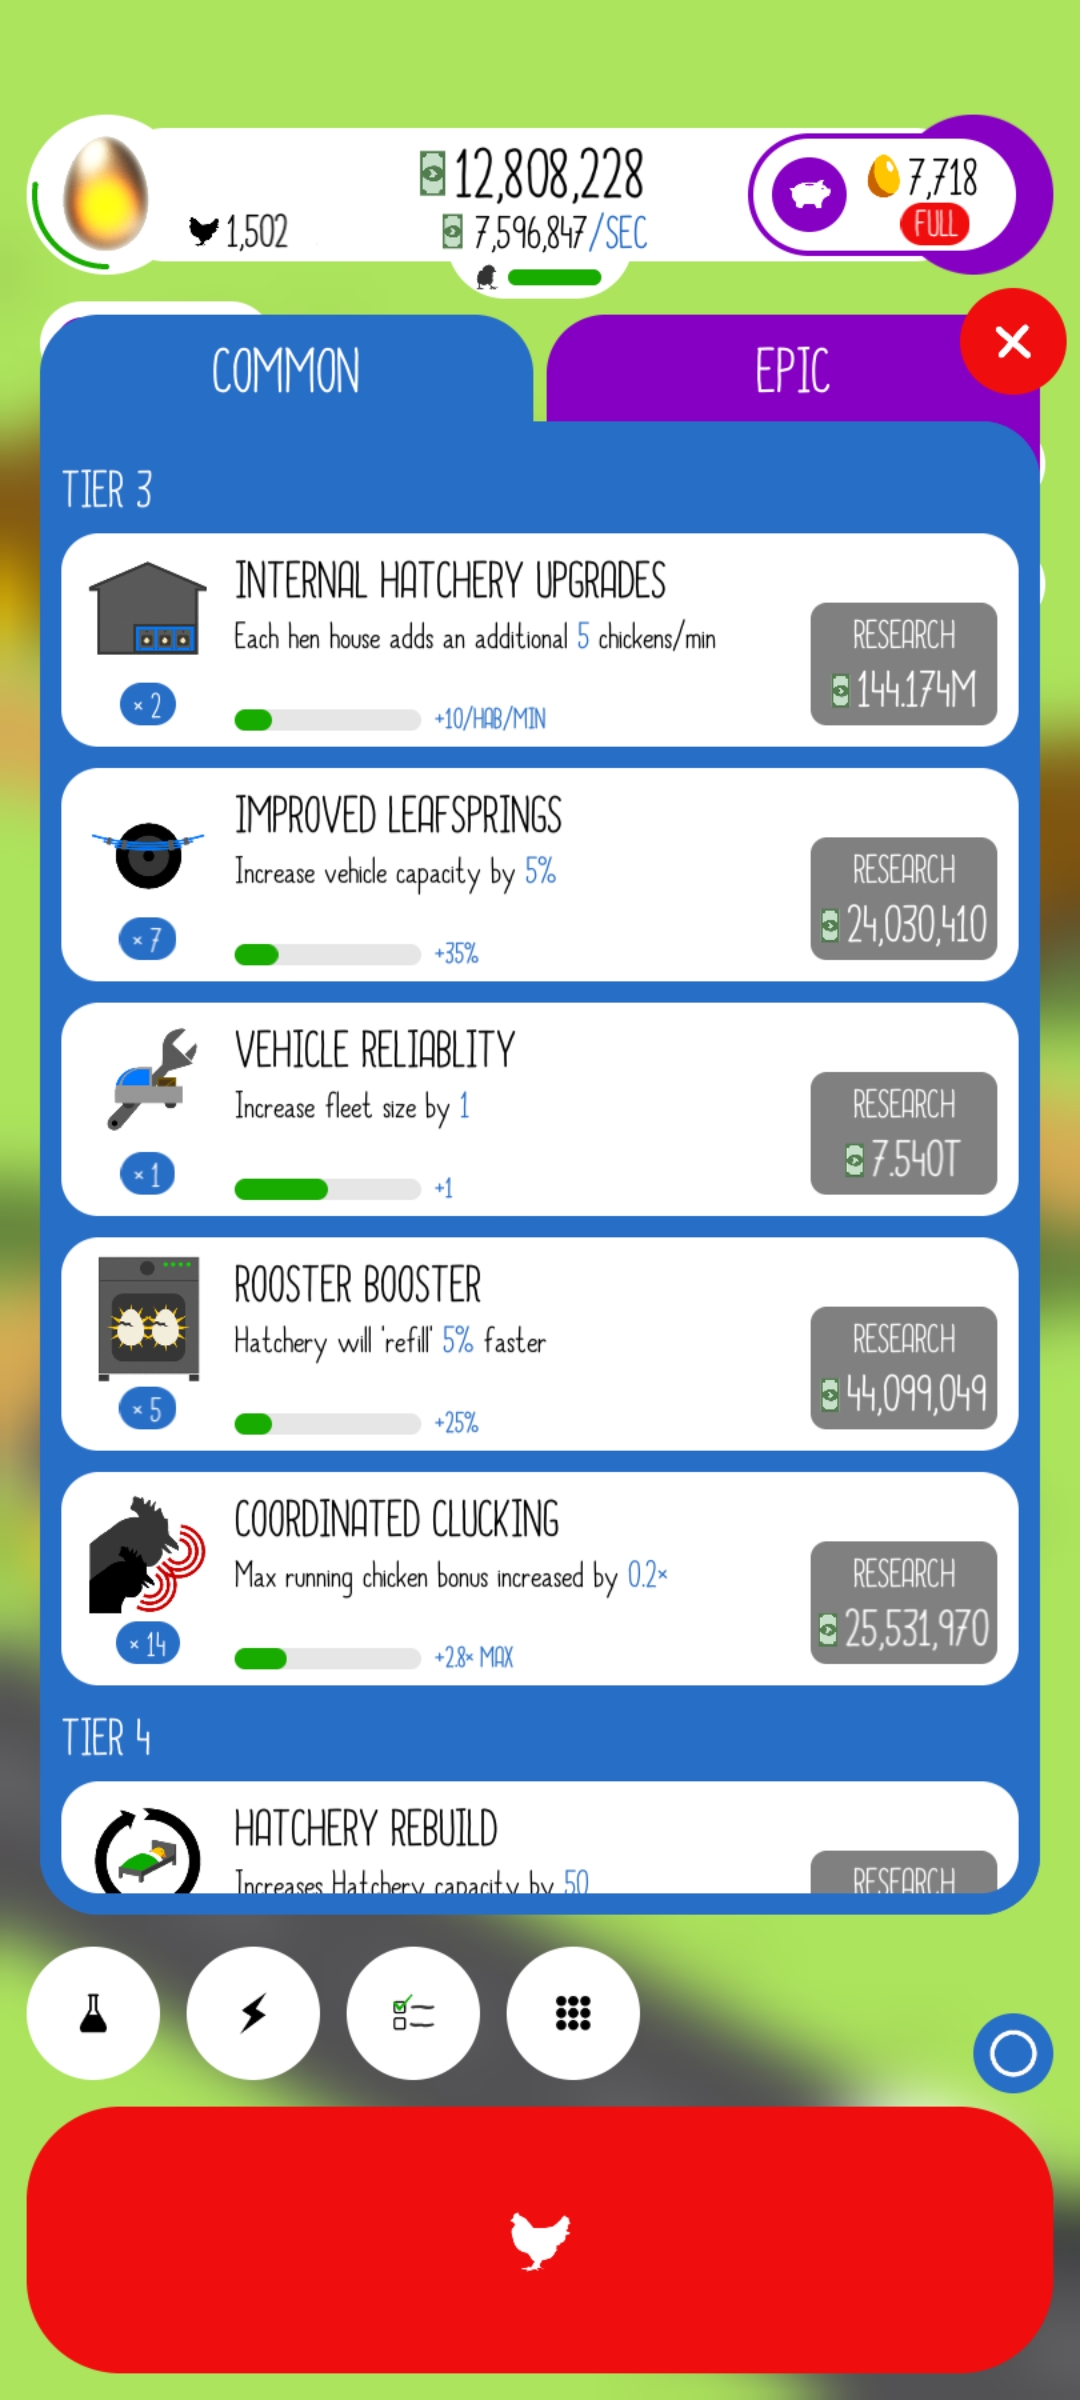 12,808,228
1,502
7,596,847/SEC
7,718
FULL
COMMON
EPIC
TIER 3
INTERNAL HATCHERY UPGRADES
Each hen house adds an additional 5 chickens/min
RESEARCH
144.174M
× 2
+10/HAB/MIN
IMPROVED LEAFSPRINGS
Increase vehicle capacity by 5%
RESEARCH
24,030,410
× 7
+35%
VEHICLE RELIABLITY
Increase fleet size by 1
RESEARCH
7.540T
× 1
+1
ROOSTER BOOSTER
Hatchery will 'refill' 5% faster
RESEARCH
44,099,049
× 5
+25%
COORDINATED CLUCKING
Max running chicken bonus increased by 0.2×
RESEARCH
25,531,970
× 14
+2.8× MAX
TIER 4
HATCHERY REBUILD
Increases Hatchery capacity by 50
RESEARCH